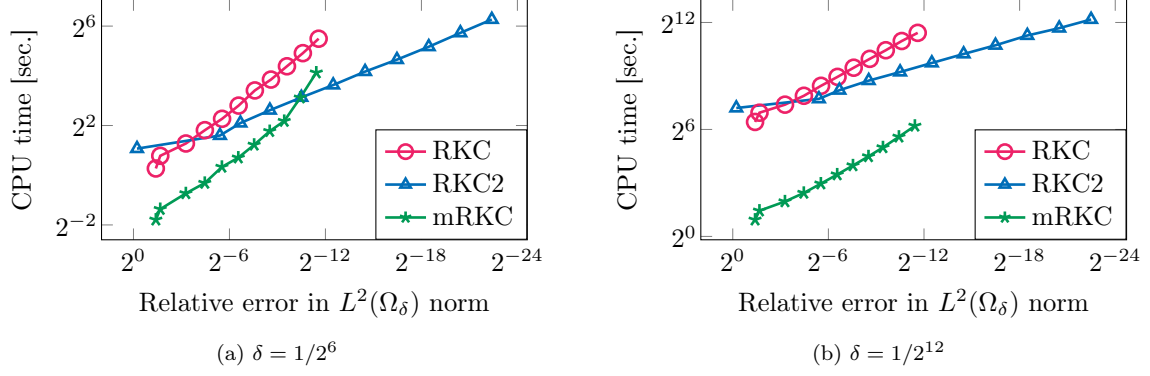 CPU time [sec.]
2^6
2^2
2^−2
RKC
RKC2
mRKC
2^0 2^−6 2^−12 2^−18 2^−24
Relative error in L^2(Ω_δ) norm
(a) δ = 1/2^6
CPU time [sec.]
2^12
2^6
2^0
RKC
RKC2
mRKC
2^0 2^−6 2^−12 2^−18 2^−24
Relative error in L^2(Ω_δ) norm
(b) δ = 1/2^12